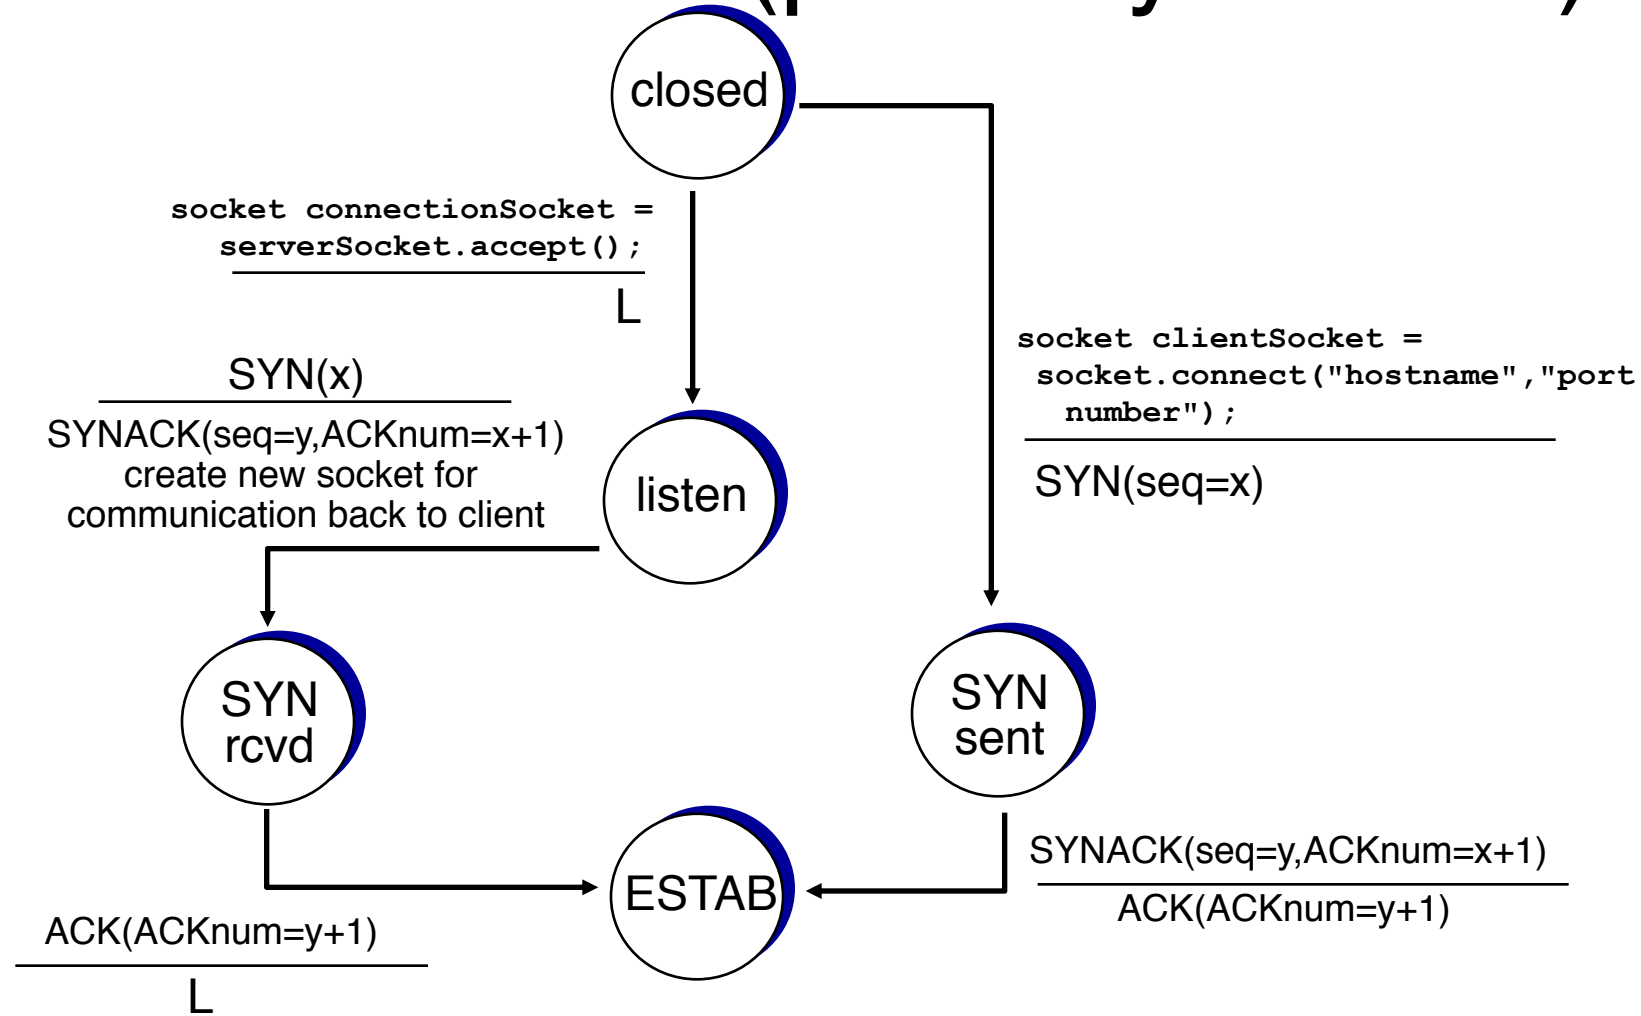 closed
socket connectionSocket =
serverSocket.accept();
L
SYN(x)
SYNACK(seq=y,ACKnum=x+1)
create new socket for
communication back to client
listen
socket clientSocket =
socket.connect("hostname","port
number");
SYN(seq=x)
SYN
rcvd
SYN
sent
ESTAB
SYNACK(seq=y,ACKnum=x+1)
ACK(ACKnum=y+1)
ACK(ACKnum=y+1)
L